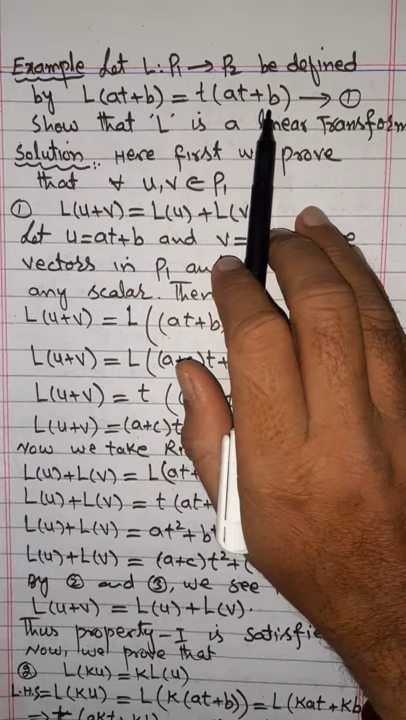 Example Let L: P₁ → P₂ be defined
by L(at+b) = t(at+b) → ①
Show that 'L' is a linear Transform
Solution:. Here first we prove
that ∀ u,v ∈ P₁
① L(u+v) = L(u) + L(v
Let u=at+b and v=
vectors in P₁ an
any scalar. Then
L(u+v) = L((at+b
L(u+v) = L((a+c)t+
L(u+v) = t (
L(u+v) = (a+c)t
Now we take R.
L(u)+L(v) = L(at+
L(u)+L(v) = t(at+
L(u)+L(v) = at²+b
L(u)+L(v) = (a+c)t²+(
By ② and ③, we see
L(u+v) = L(u) + L(v).
Thus property-I is satisfie
Now, we prove that
② L(ku) = kL(u)
L.H.S = L(ku) = L(k(at+b)) = L(kat+kb